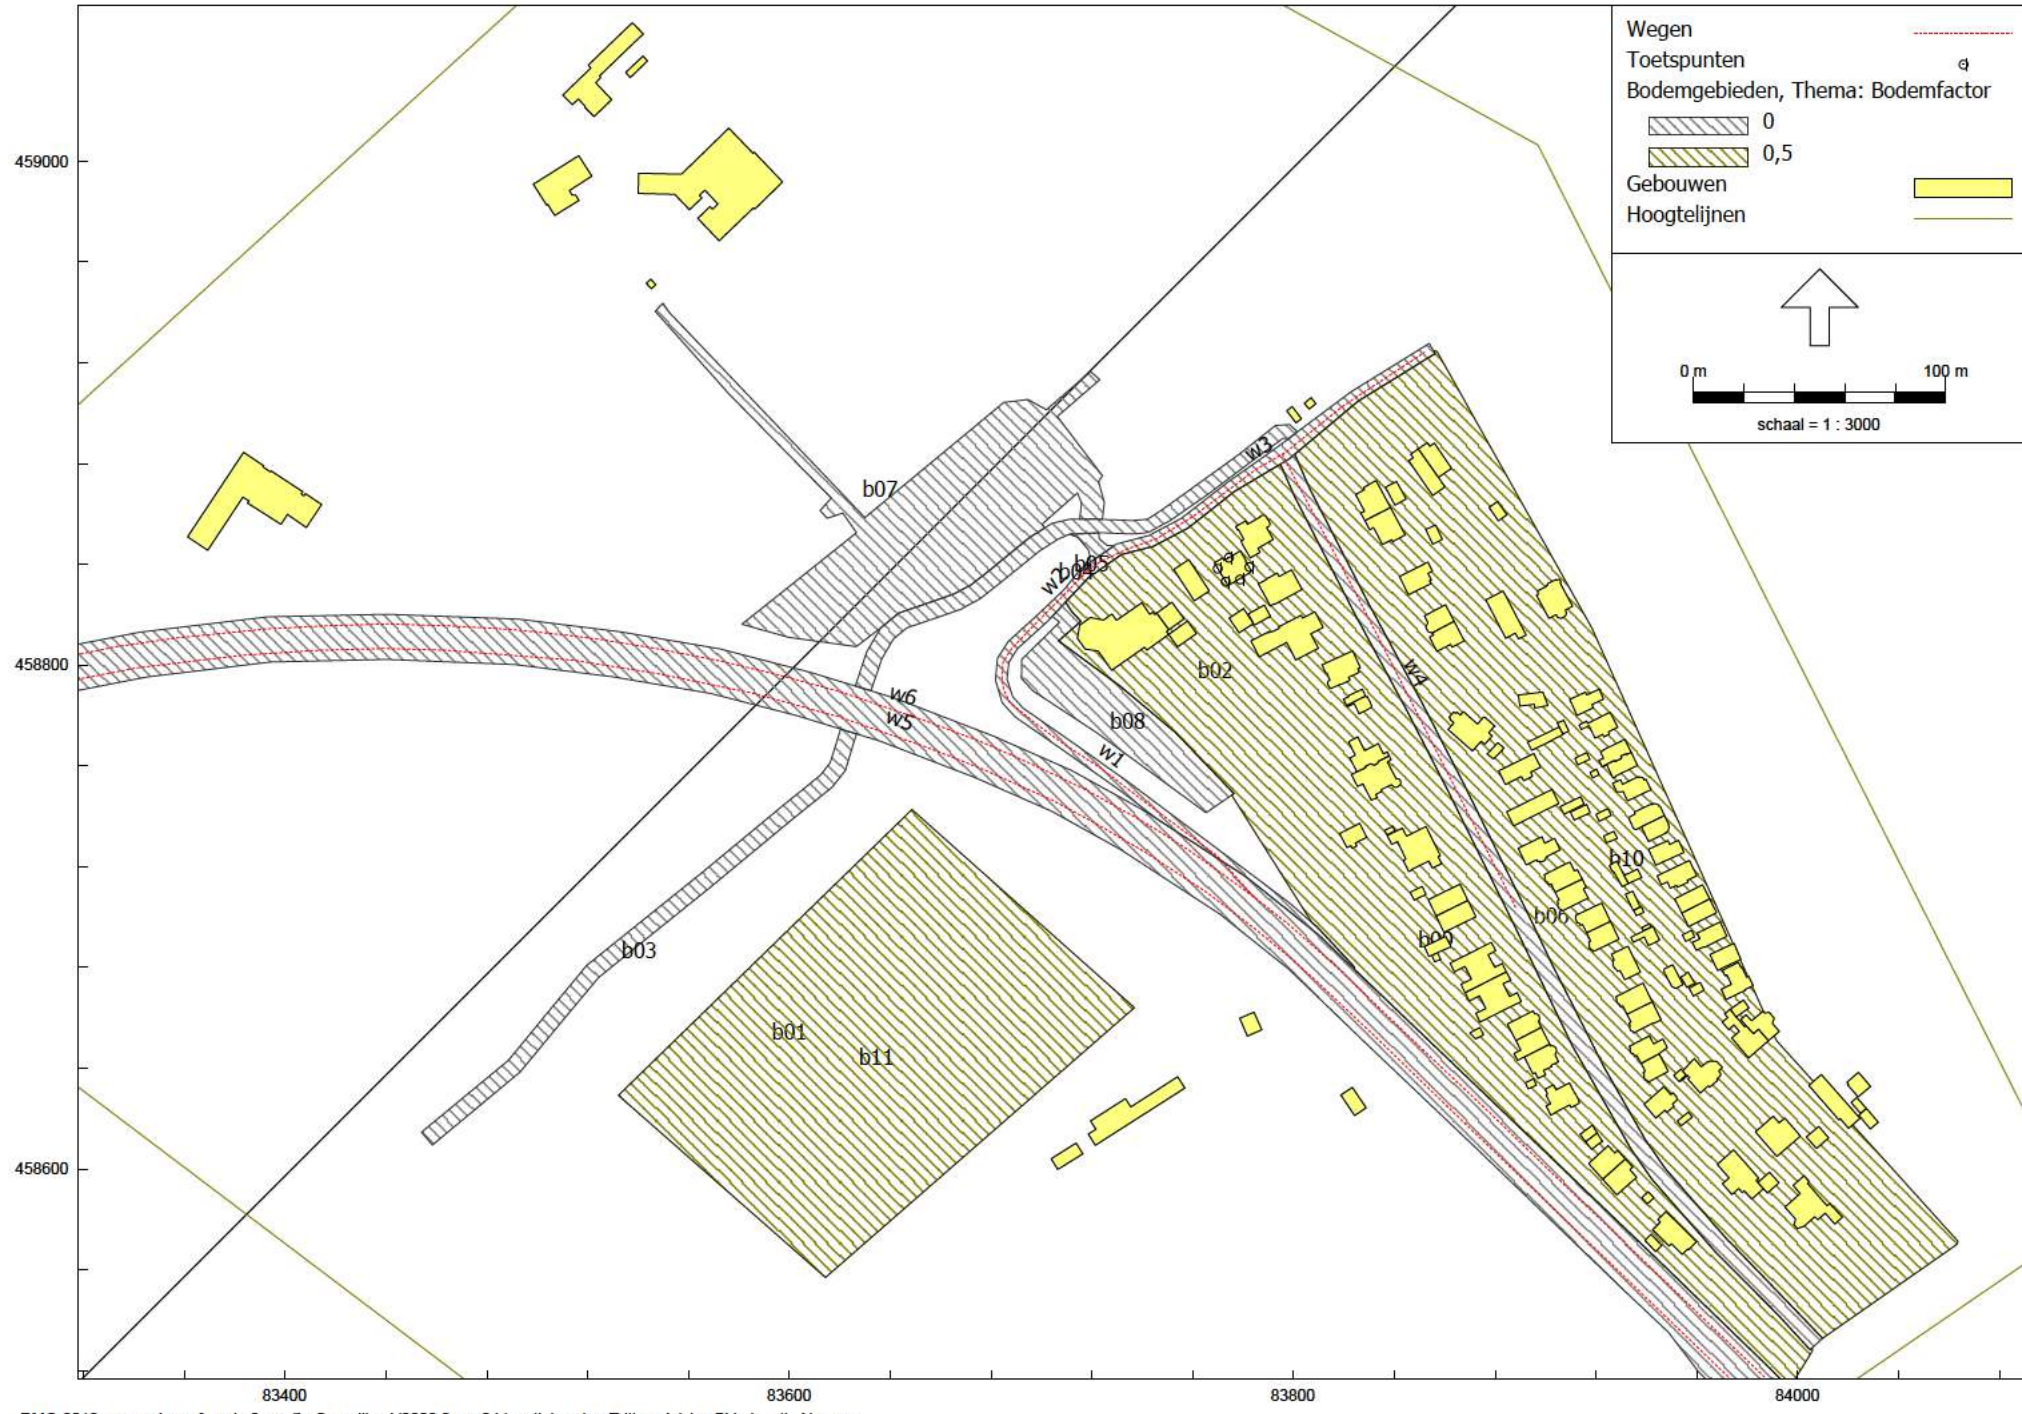 Wegen
Toetspunten
Bodemgebieden, Thema: Bodemfactor
0
0,5
Gebouwen
Hoogtelijnen
0 m
100 m
schaal = 1 : 3000
459000
458800
458600
83400
83600
83800
84000
b07
w3
b05
w2
b04
b02
w4
w6
w5
b08
w1
b10
b06
b09
b03
b01
b11